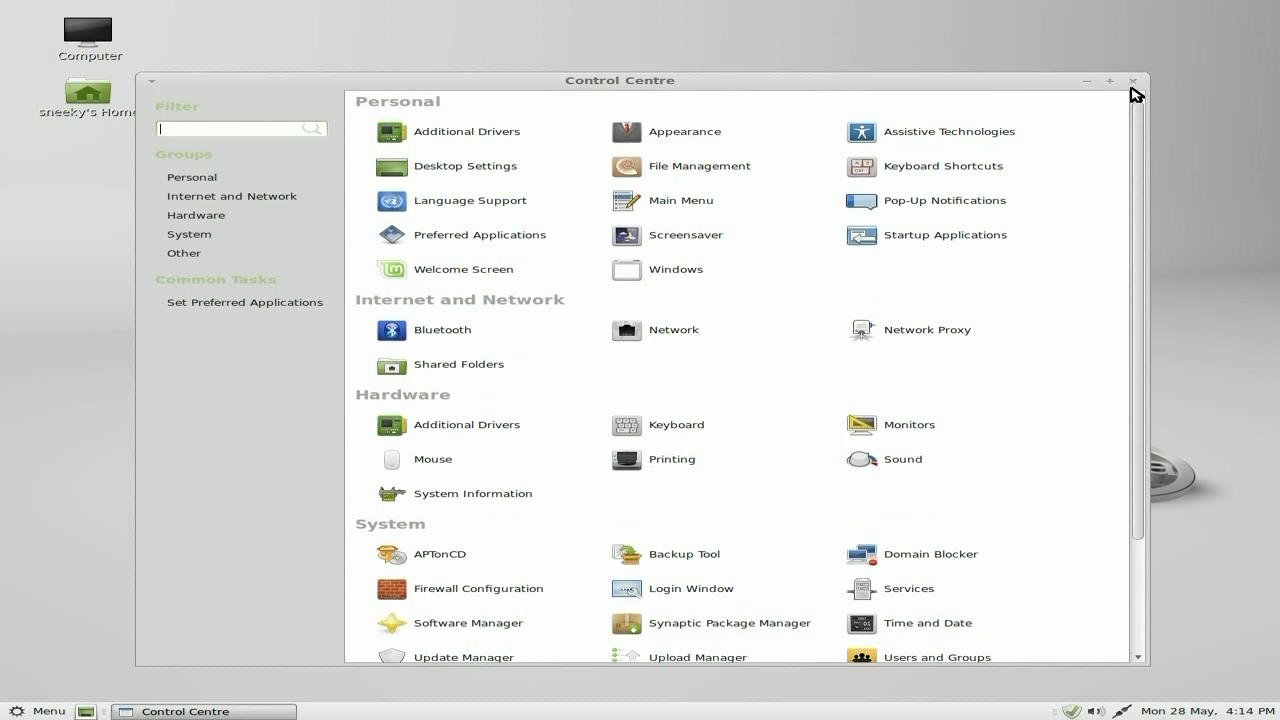 Computer
sneeky's Home
Control Centre
Filter
Groups
Personal
Internet and Network
Hardware
System
Other
Common Tasks
Set Preferred Applications
Personal
Additional Drivers
Appearance
Assistive Technologies
Desktop Settings
File Management
Keyboard Shortcuts
Language Support
Main Menu
Pop-Up Notifications
Preferred Applications
Screensaver
Startup Applications
Welcome Screen
Windows
Internet and Network
Bluetooth
Network
Network Proxy
Shared Folders
Hardware
Additional Drivers
Keyboard
Monitors
Mouse
Printing
Sound
System Information
System
APTonCD
Backup Tool
Domain Blocker
Firewall Configuration
Login Window
Services
Software Manager
Synaptic Package Manager
Time and Date
Update Manager
Upload Manager
Users and Groups
Menu
Control Centre
Mon 28 May, 4:14 PM